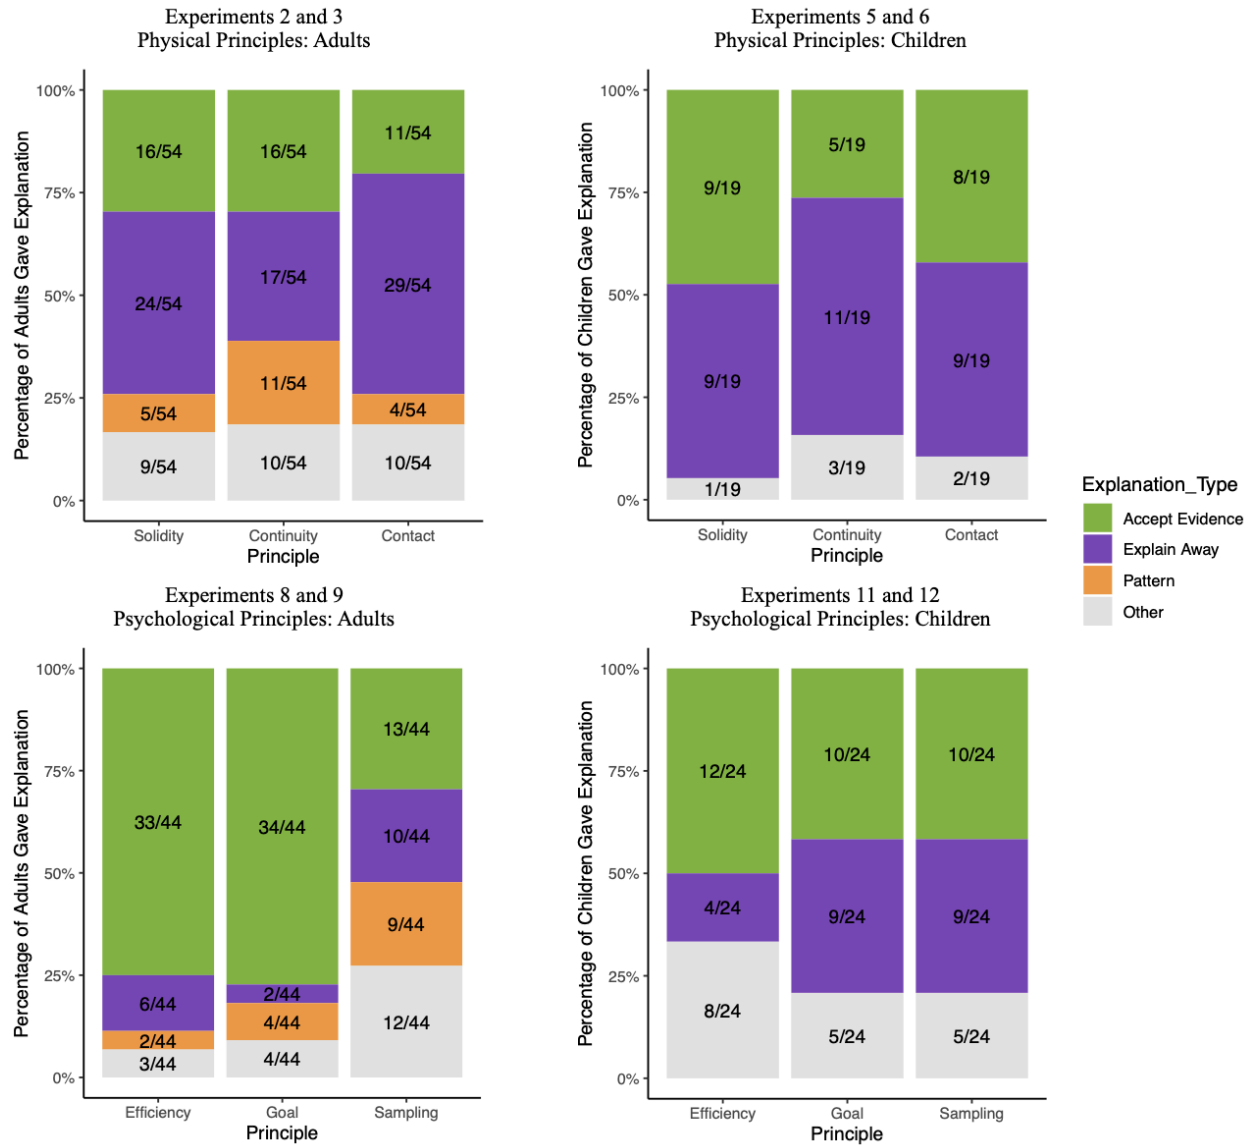 Experiments 2 and 3
Physical Principles: Adults
Percentage of Adults Gave Explanation
100%
75%
50%
25%
0%
16/54
24/54
5/54
9/54
16/54
17/54
11/54
10/54
11/54
29/54
4/54
10/54
Solidity
Continuity
Contact
Principle
Experiments 5 and 6
Physical Principles: Children
Percentage of Children Gave Explanation
100%
75%
50%
25%
0%
9/19
9/19
1/19
5/19
11/19
3/19
8/19
9/19
2/19
Solidity
Continuity
Contact
Principle
Explanation_Type
Accept Evidence
Explain Away
Pattern
Other
Experiments 8 and 9
Psychological Principles: Adults
Percentage of Adults Gave Explanation
100%
75%
50%
25%
0%
33/44
6/44
2/44
3/44
34/44
2/44
4/44
4/44
13/44
10/44
9/44
12/44
Efficiency
Goal
Sampling
Principle
Experiments 11 and 12
Psychological Principles: Children
Percentage of Children Gave Explanation
100%
75%
50%
25%
0%
12/24
4/24
8/24
10/24
9/24
5/24
10/24
9/24
5/24
Efficiency
Goal
Sampling
Principle